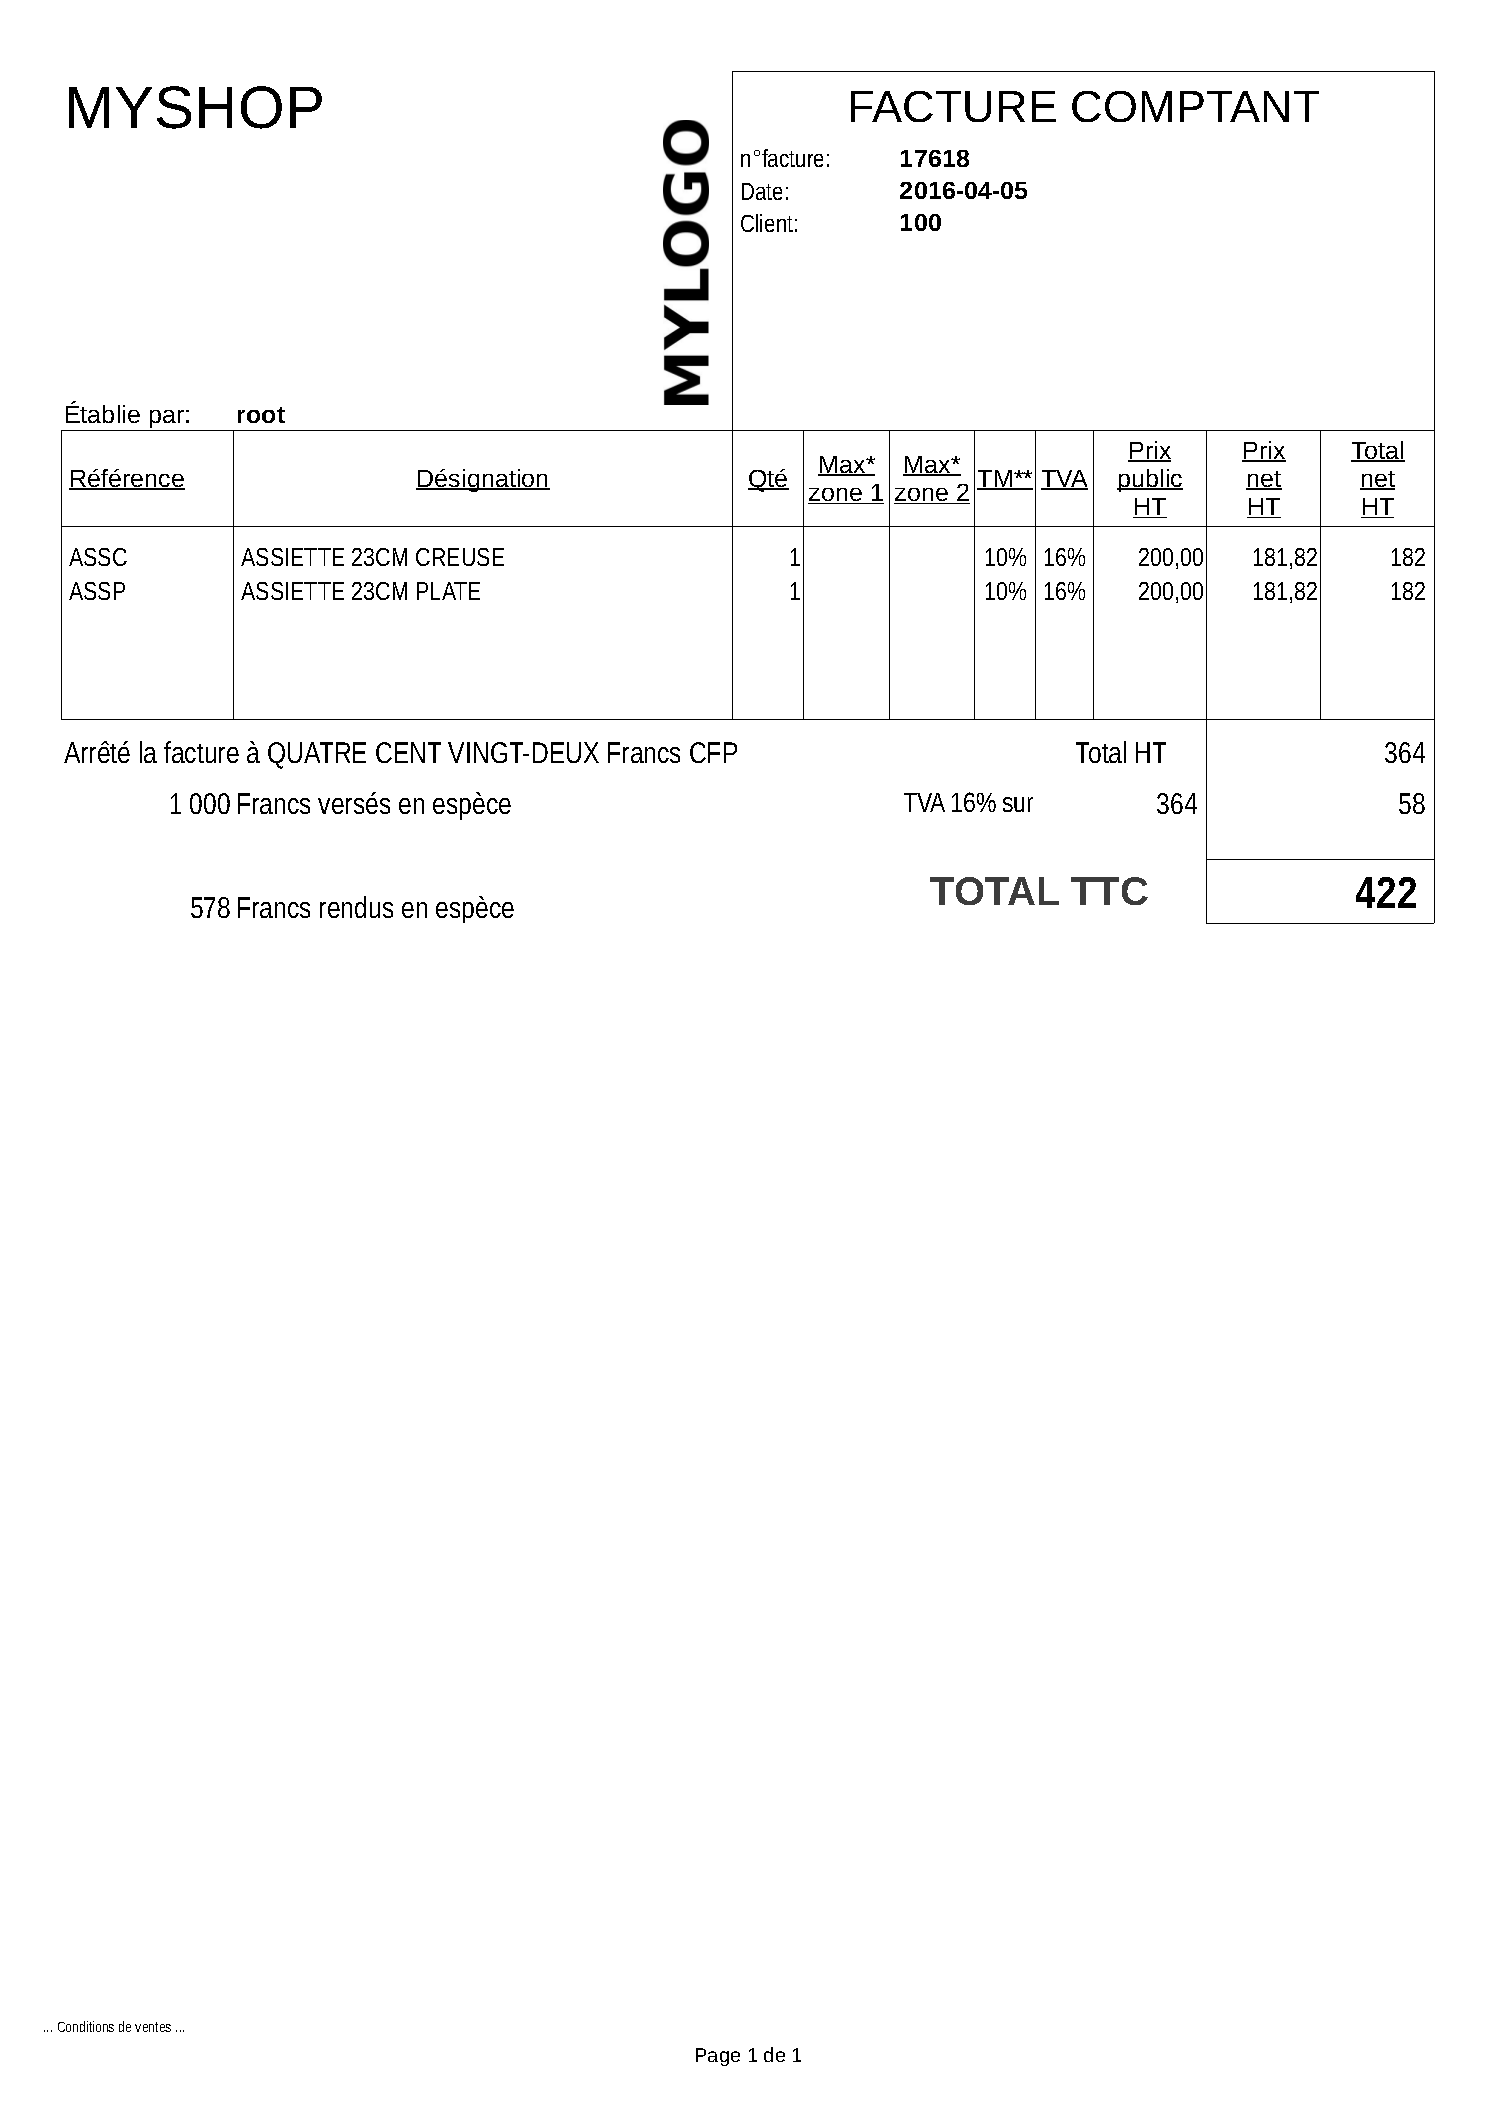 MYSHOP
MYLOGO
FACTURE COMPTANT
n°facture: 17618
Date: 2016-04-05
Client: 100
Établie par: root
Référence Désignation Qté Max* zone 1 Max* zone 2 TM** TVA Prix public HT Prix net HT Total net HT
ASSC ASSIETTE 23CM CREUSE 1 10% 16% 200,00 181,82 182
ASSP ASSIETTE 23CM PLATE 1 10% 16% 200,00 181,82 182
Arrêté la facture à QUATRE CENT VINGT-DEUX Francs CFP Total HT 364
1 000 Francs versés en espèce TVA 16% sur 364 58
578 Francs rendus en espèce TOTAL TTC 422
... Conditions de ventes ...
Page 1 de 1